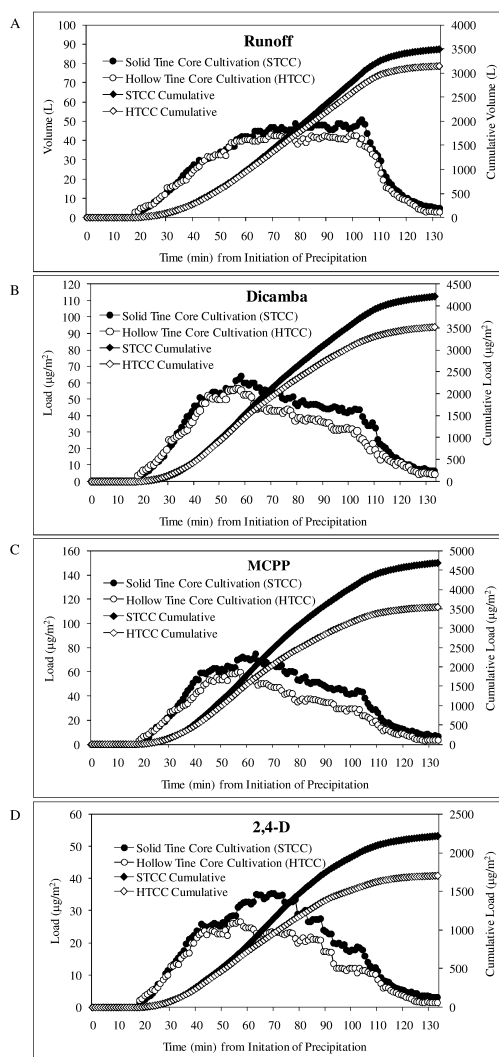 A
Runoff
Solid Tine Core Cultivation (STCC)
Hollow Tine Core Cultivation (HTCC)
STCC Cumulative
HTCC Cumulative
Volume (L)
100
90
80
70
60
50
40
30
20
10
0
Cumulative Volume (L)
4000
3500
3000
2500
2000
1500
1000
500
0
0 10 20 30 40 50 60 70 80 90 100 110 120 130
Time (min) from Initiation of Precipitation
B
Dicamba
Solid Tine Core Cultivation (STCC)
Hollow Tine Core Cultivation (HTCC)
STCC Cumulative
HTCC Cumulative
Load (µg/m²)
120
110
100
90
80
70
60
50
40
30
20
10
0
Cumulative Load (µg/m²)
4500
4000
3500
3000
2500
2000
1500
1000
500
0
0 10 20 30 40 50 60 70 80 90 100 110 120 130
Time (min) from Initiation of Precipitation
C
MCPP
Solid Tine Core Cultivation (STCC)
Hollow Tine Core Cultivation (HTCC)
STCC Cumulative
HTCC Cumulative
Load (µg/m²)
160
140
120
100
80
60
40
20
0
Cumulative Load (µg/m²)
5000
4500
4000
3500
3000
2500
2000
1500
1000
500
0
0 10 20 30 40 50 60 70 80 90 100 110 120 130
Time (min) from Initiation of Precipitation
D
2,4-D
Solid Tine Core Cultivation (STCC)
Hollow Tine Core Cultivation (HTCC)
STCC Cumulative
HTCC Cumulative
Load (µg/m²)
60
50
40
30
20
10
0
Cumulative Load (µg/m²)
2500
2000
1500
1000
500
0
0 10 20 30 40 50 60 70 80 90 100 110 120 130
Time (min) from Initiation of Precipitation